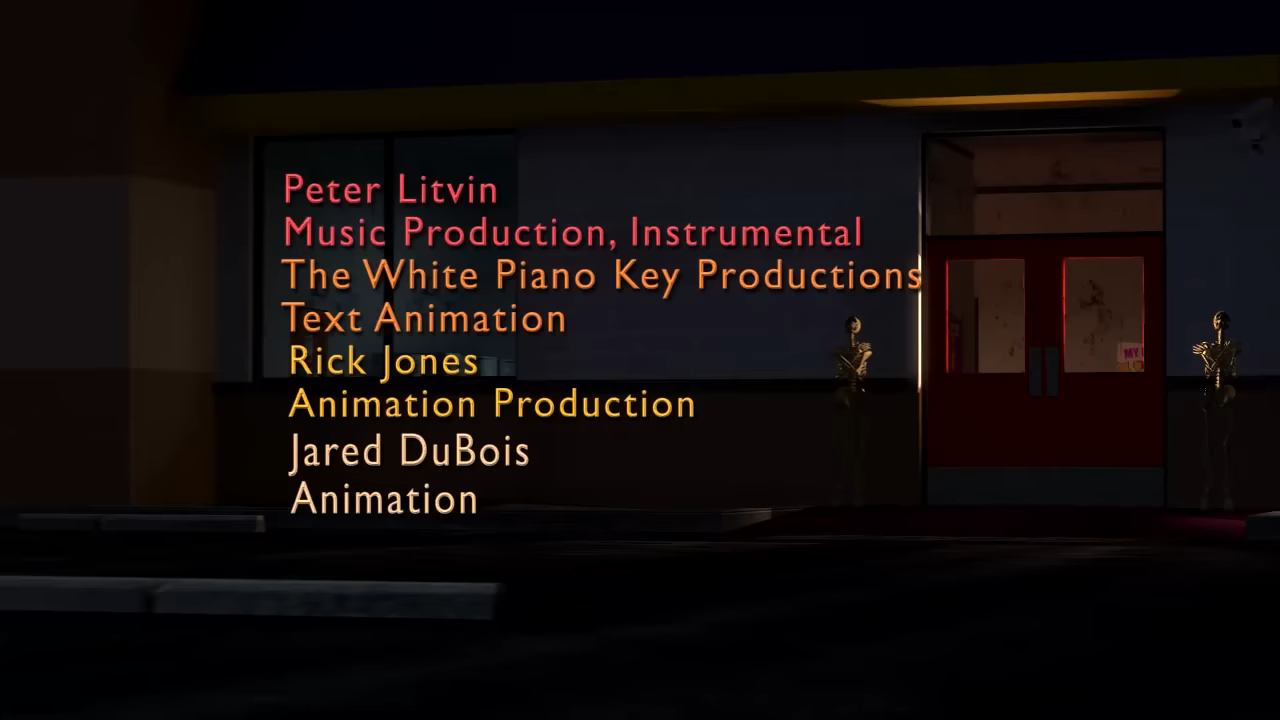 Peter Litvin
Music Production, Instrumental
The White Piano Key Productions
Text Animation
Rick Jones
Animation Production
Jared DuBois
Animation
MY